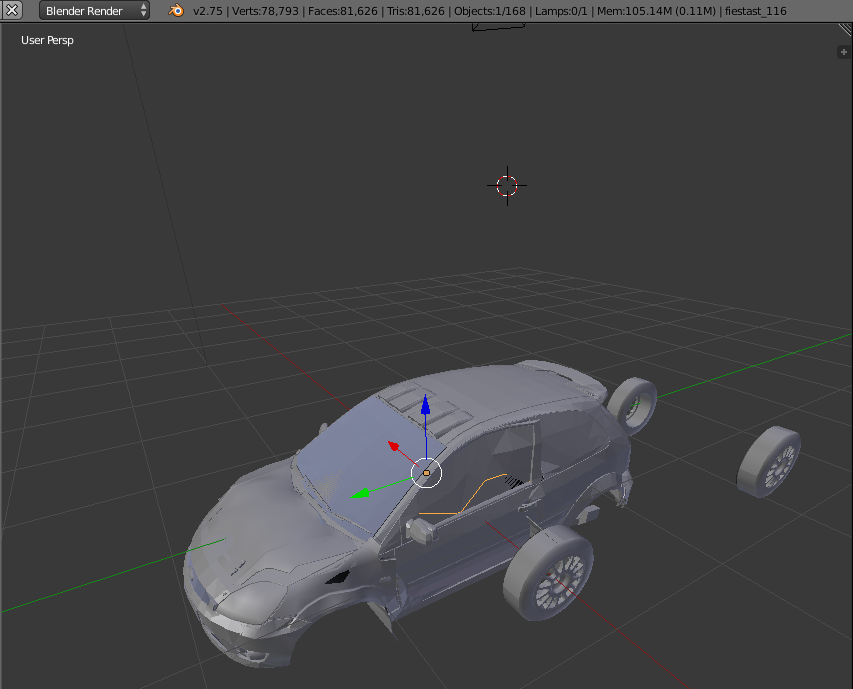 Blender Render v2.75 | Verts:78,793 | Faces:81,626 | Tris:81,626 | Objects:1/168 | Lamps:0/1 | Mem:105.14M (0.11M) | fiestast_116
User Persp